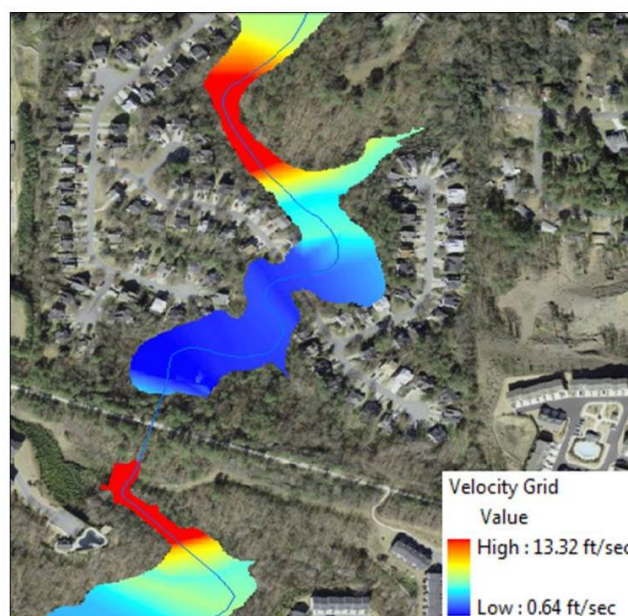 Velocity Grid
Value
High : 13.32 ft/sec
Low : 0.64 ft/sec